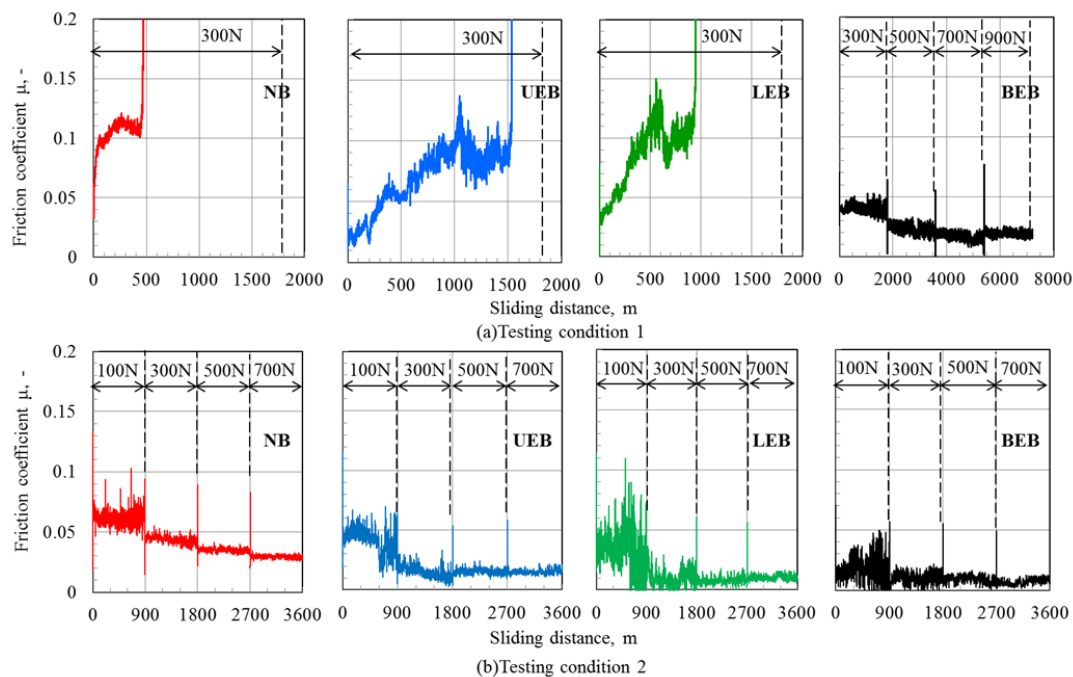 Friction coefficient μ, -
0.2
0.15
0.1
0.05
0
300N
NB
0 500 1000 1500 2000
300N
UEB
0 500 1000 1500 2000
300N
LEB
0 500 1000 1500 2000
300N 500N 700N 900N
BEB
0 2000 4000 6000 8000
Sliding distance, m
(a)Testing condition 1
Friction coefficient μ, -
0.2
0.15
0.1
0.05
0
100N 300N 500N 700N
NB
0 900 1800 2700 3600
100N 300N 500N 700N
UEB
0 900 1800 2700 3600
100N 300N 500N 700N
LEB
0 900 1800 2700 3600
100N 300N 500N 700N
BEB
0 900 1800 2700 3600
Sliding distance, m
(b)Testing condition 2